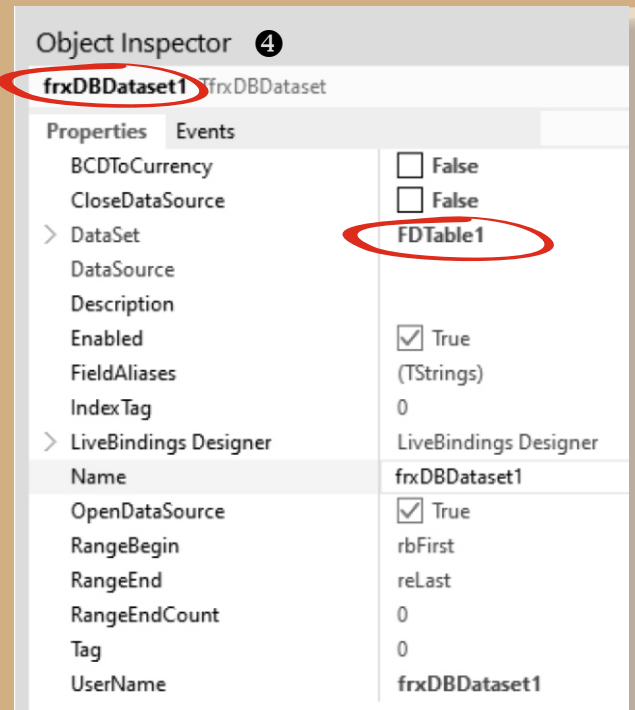 Object Inspector ❹
frxDBDataset1 TfrxDBDataset
Properties Events
BCDToCurrency False
CloseDataSource False
> DataSet FDTable1
DataSource
Description
Enabled True
FieldAliases (TStrings)
IndexTag 0
> LiveBindings Designer LiveBindings Designer
Name frxDBDataset1
OpenDataSource True
RangeBegin rbFirst
RangeEnd reLast
RangeEndCount 0
Tag 0
UserName frxDBDataset1